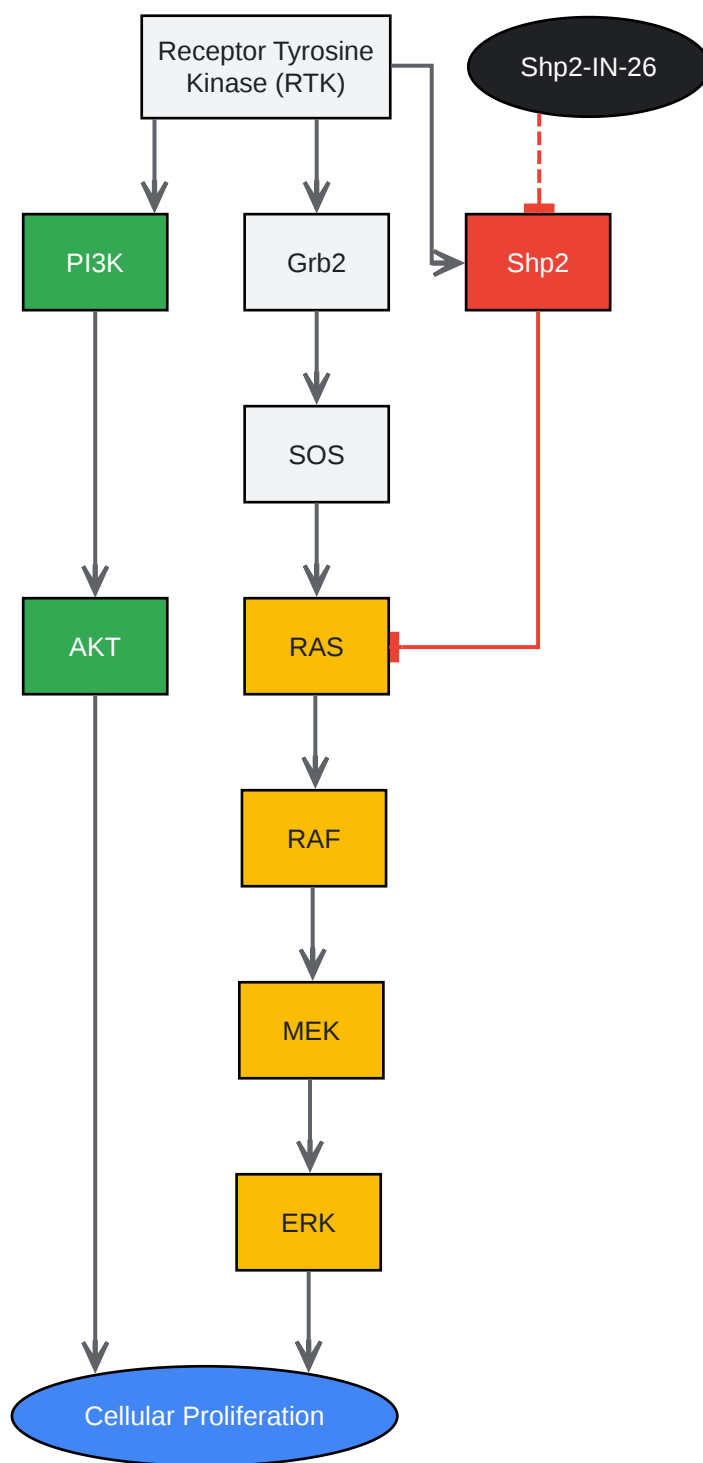 Receptor Tyrosine
Kinase (RTK)
Shp2-IN-26
PI3K
Grb2
Shp2
SOS
AKT
RAS
RAF
MEK
ERK
Cellular Proliferation